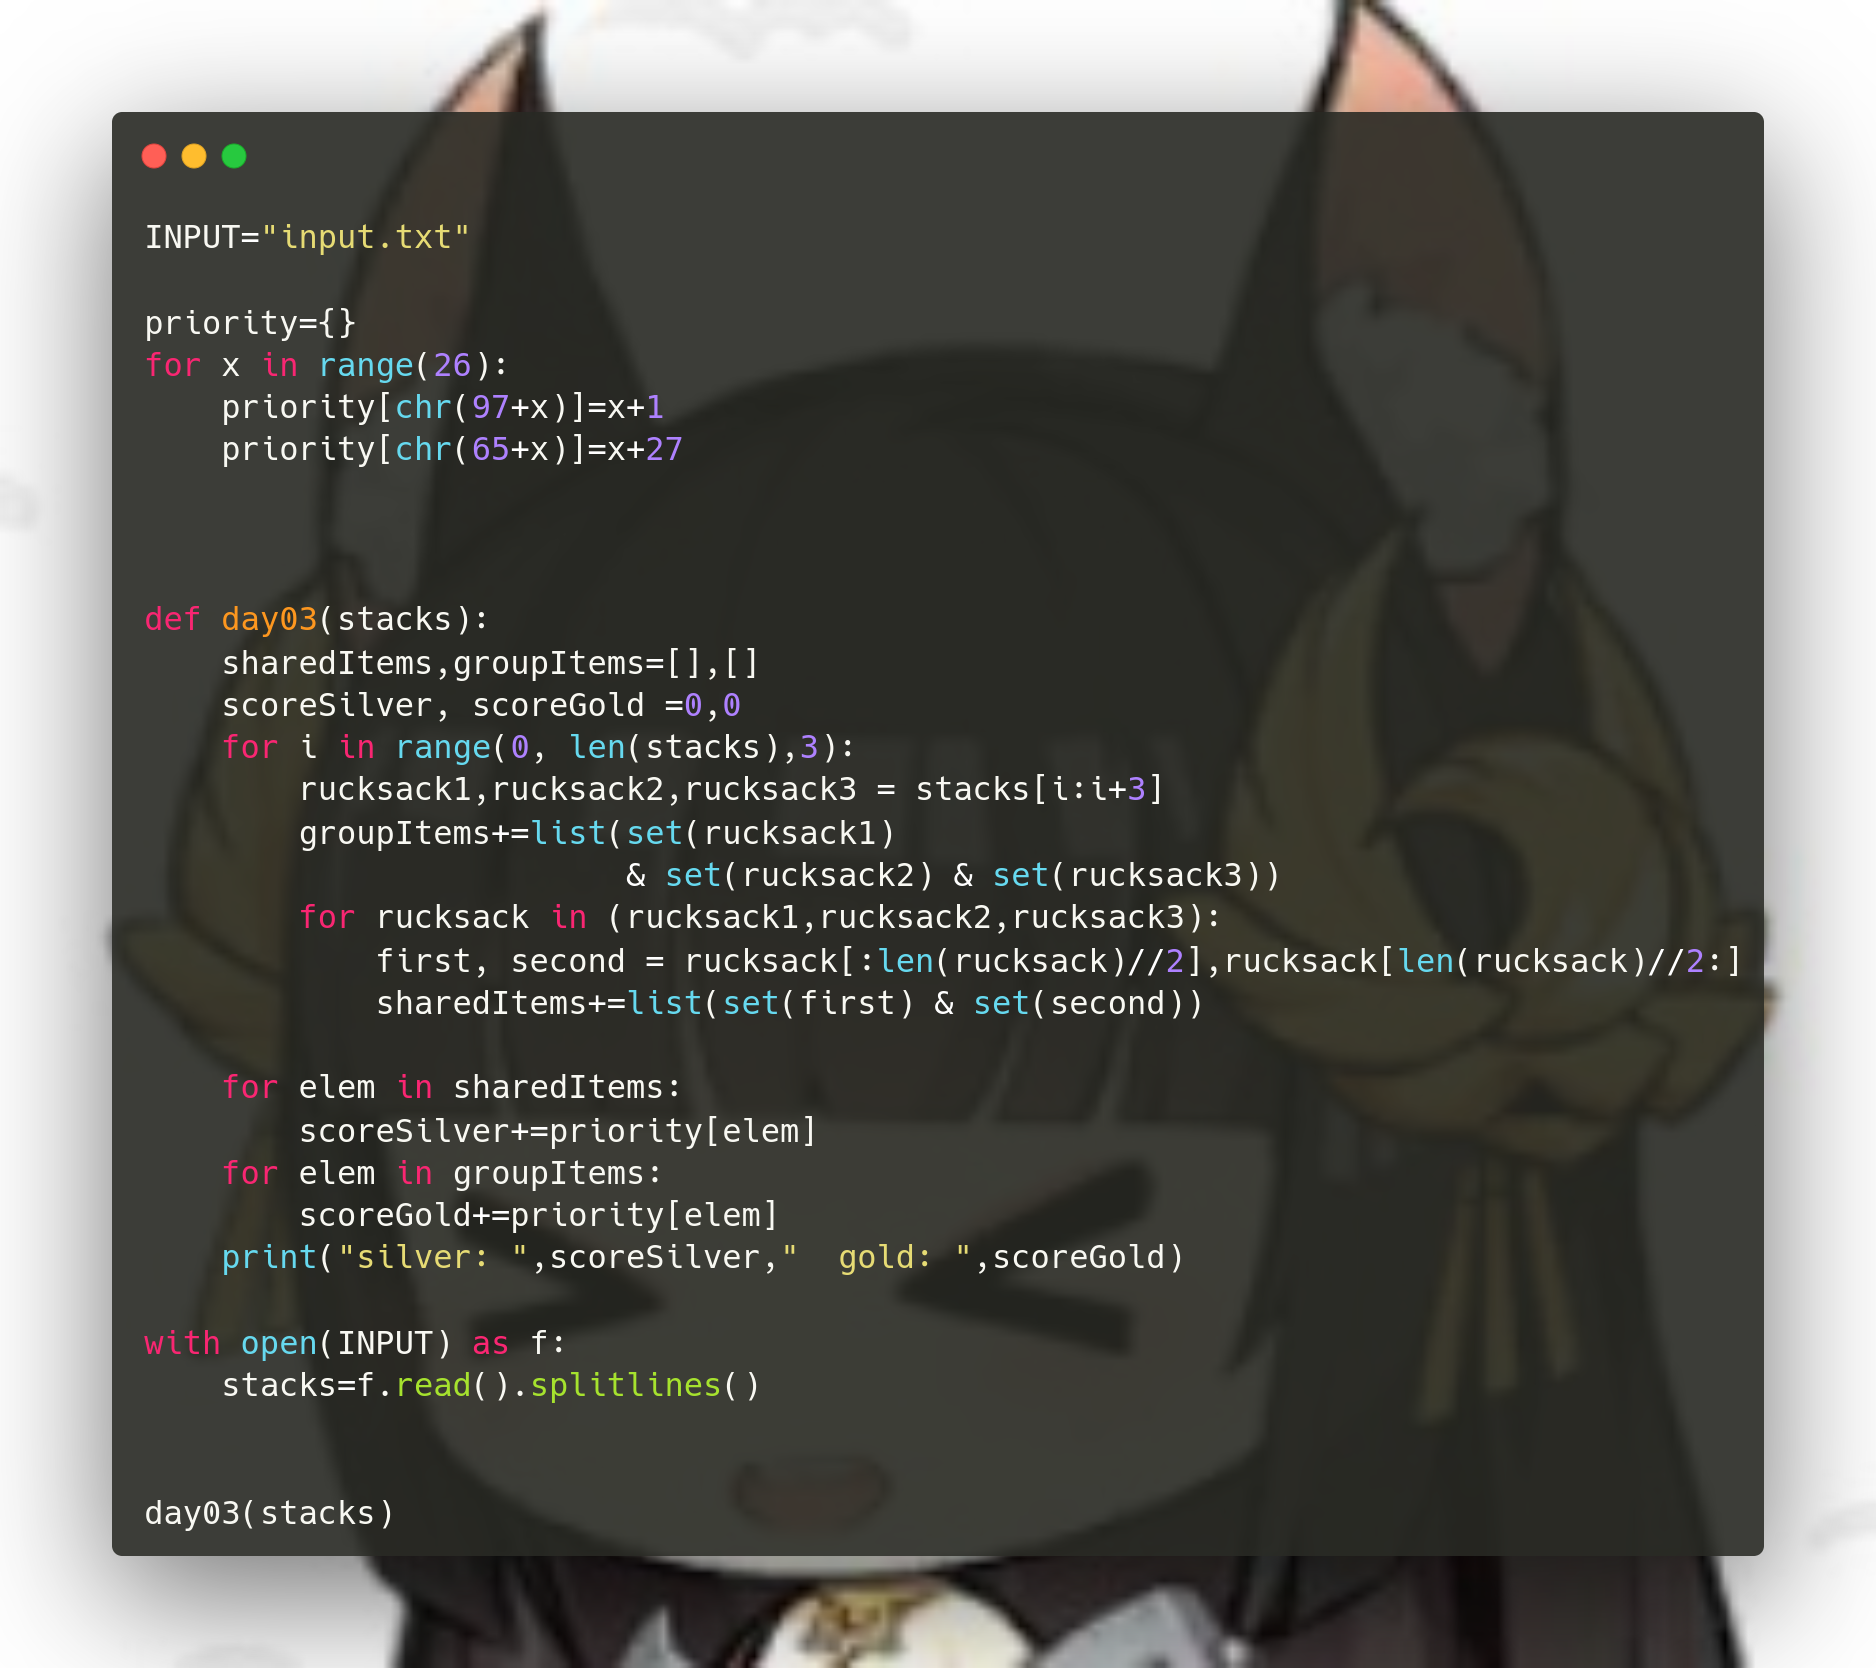 INPUT="input.txt"
priority={}
for x in range(26):
    priority[chr(97+x)]=x+1
    priority[chr(65+x)]=x+27
def day03(stacks):
    sharedItems,groupItems=[],[]
    scoreSilver, scoreGold =0,0
    for i in range(0, len(stacks),3):
        rucksack1,rucksack2,rucksack3 = stacks[i:i+3]
        groupItems+=list(set(rucksack1)
                         & set(rucksack2) & set(rucksack3))
        for rucksack in (rucksack1,rucksack2,rucksack3):
            first, second = rucksack[:len(rucksack)//2],rucksack[len(rucksack)//2:]
            sharedItems+=list(set(first) & set(second))
    for elem in sharedItems:
        scoreSilver+=priority[elem]
    for elem in groupItems:
        scoreGold+=priority[elem]
    print("silver: ",scoreSilver,"  gold: ",scoreGold)
with open(INPUT) as f:
    stacks=f.read().splitlines()
day03(stacks)